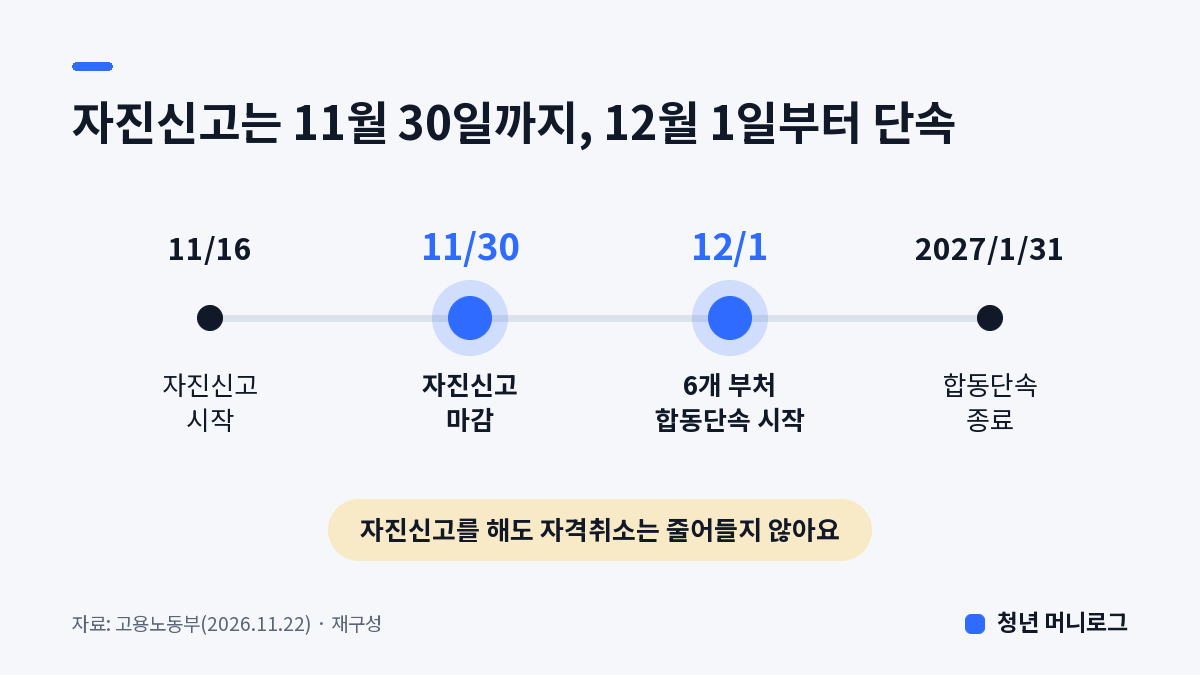 자진신고는 11월 30일까지, 12월 1일부터 단속
11/16
11/30
12/1
2027/1/31
자진신고
시작
자진신고
마감
6개 부처
합동단속 시작
합동단속
종료
자진신고를 해도 자격취소는 줄어들지 않아요
자료: 고용노동부(2026.11.22) · 재구성
청년 머니로그